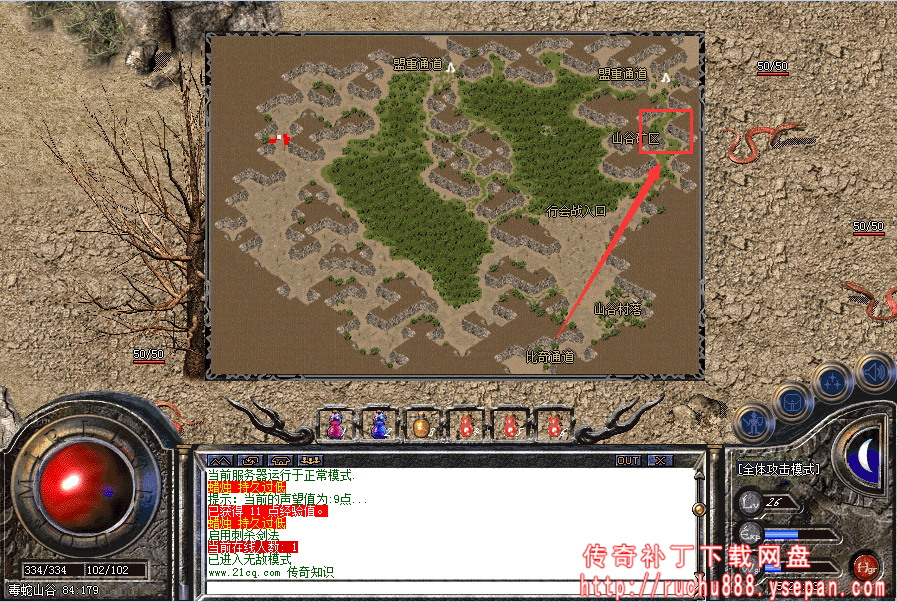 盟重通道
盟重通道
50/50
山谷矿区
行会战入口
50/50
山谷村落
50/50
比奇通道
OUT
当前服务器运行于正常模式.
蜡烛 持久过低
提示: 当前的声望值为:9点...
已获得 11 点经验值。
蜡烛 持久过低
启用刺杀剑法
当前在线人数: 1
已进入无敌模式
www.21cq.com 传奇知识
[全体攻击模式]
Lv 26
Exp
334/334
102/102
毒蛇山谷 84 179
传奇补丁下载网盘
http://ruchu888.ysepan.com